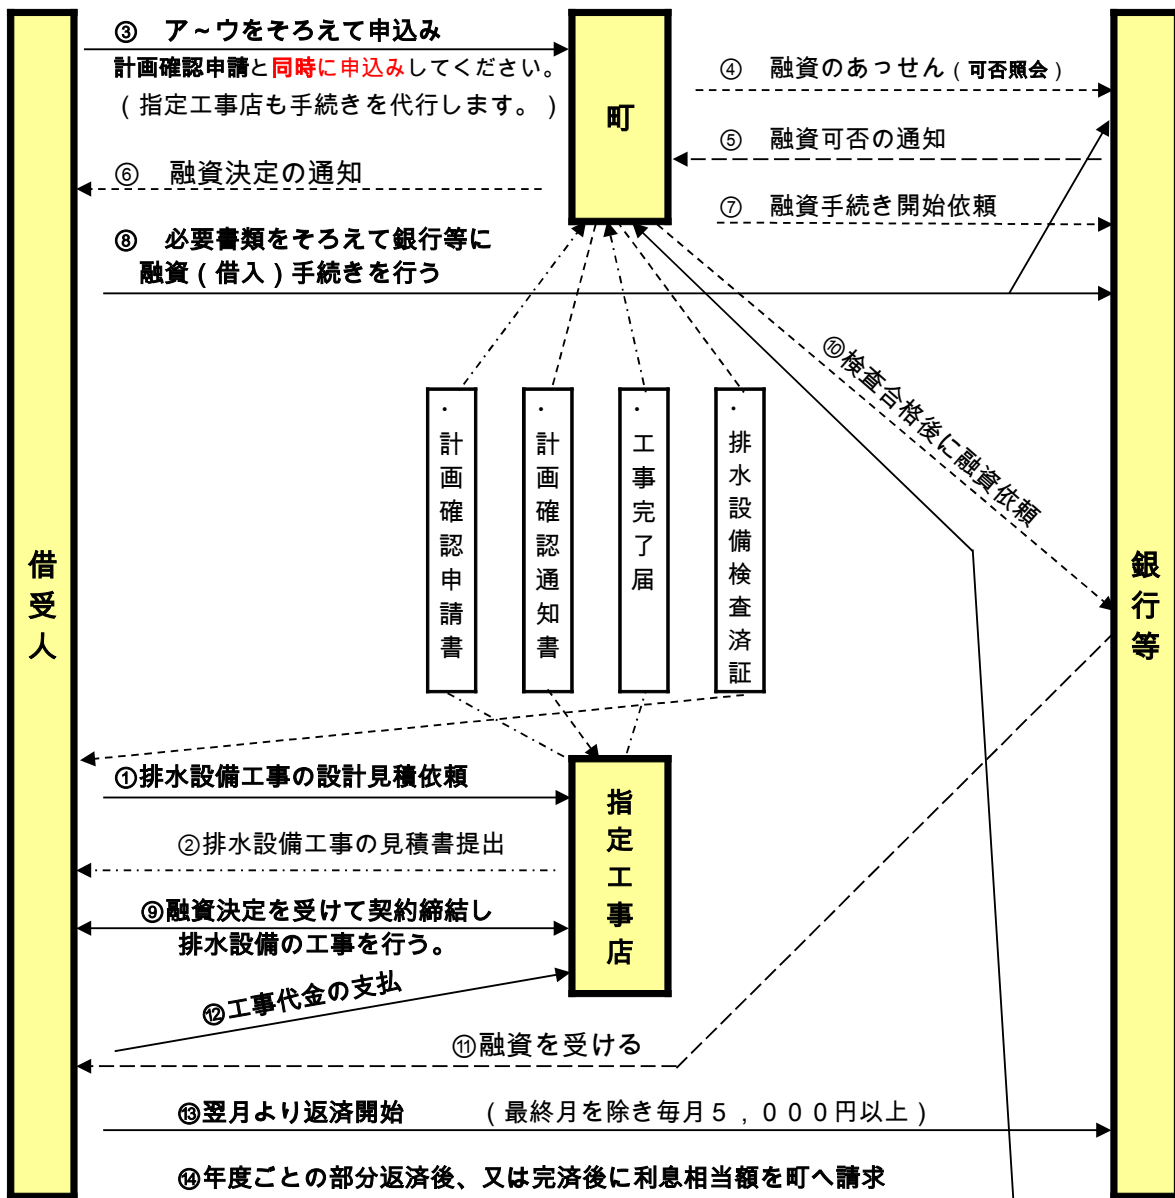 ③　ア～ウをそろえて申込み
計画確認申請と同時に申込みしてください。
（指定工事店も手続きを代行します。）
町
④　融資のあっせん（可否照会）
⑤　融資可否の通知
⑥　融資決定の通知
⑦　融資手続き開始依頼
⑧　必要書類をそろえて銀行等に
融資（借入）手続きを行う
⑩検査合格後に融資依頼
・計画確認申請書
・計画確認通知書
・工事完了届
・排水設備検査済証
借受人
銀行等
①排水設備工事の設計見積依頼
指定工事店
②排水設備工事の見積書提出
⑨融資決定を受けて契約締結し
排水設備の工事を行う。
⑫工事代金の支払
⑪融資を受ける
⑬翌月より返済開始　　（最終月を除き毎月５，０００円以上）
⑭年度ごとの部分返済後、又は完済後に利息相当額を町へ請求